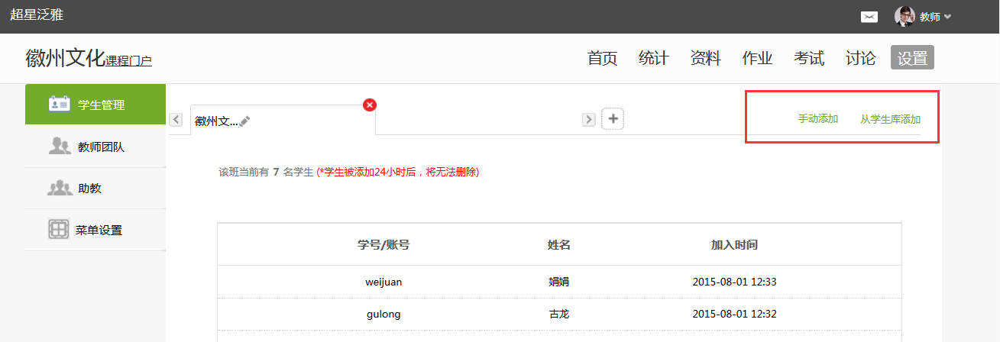 超星泛雅
教师
徽州文化课程门户
首页 统计 资料 作业 考试 讨论 设置
学生管理
教师团队
助教
菜单设置
徽州文...
手动添加 从学生库添加
该班当前有 7 名学生 (*学生被添加24小时后，将无法删除)
学号/账号 姓名 加入时间
weijuan 娟娟 2015-08-01 12:33
gulong 古龙 2015-08-01 12:32